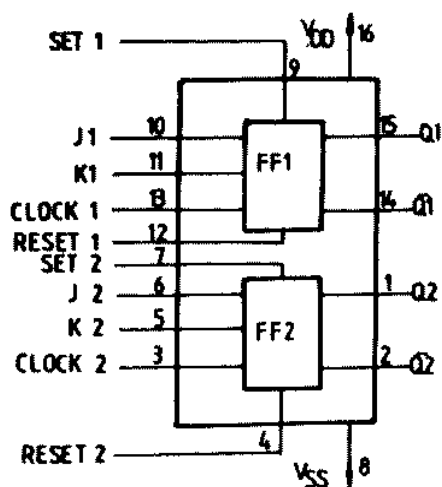 SET 1
VDD 16
9
J1 10 15 Q1
K1 11 FF1
CLOCK 1 13 14 Q̅1̅
RESET 1 12
SET 2 7
J 2 6 1 Q2
K 2 5 FF2
CLOCK 2 3 2 Q̅2̅
RESET 2 4
VSS 8